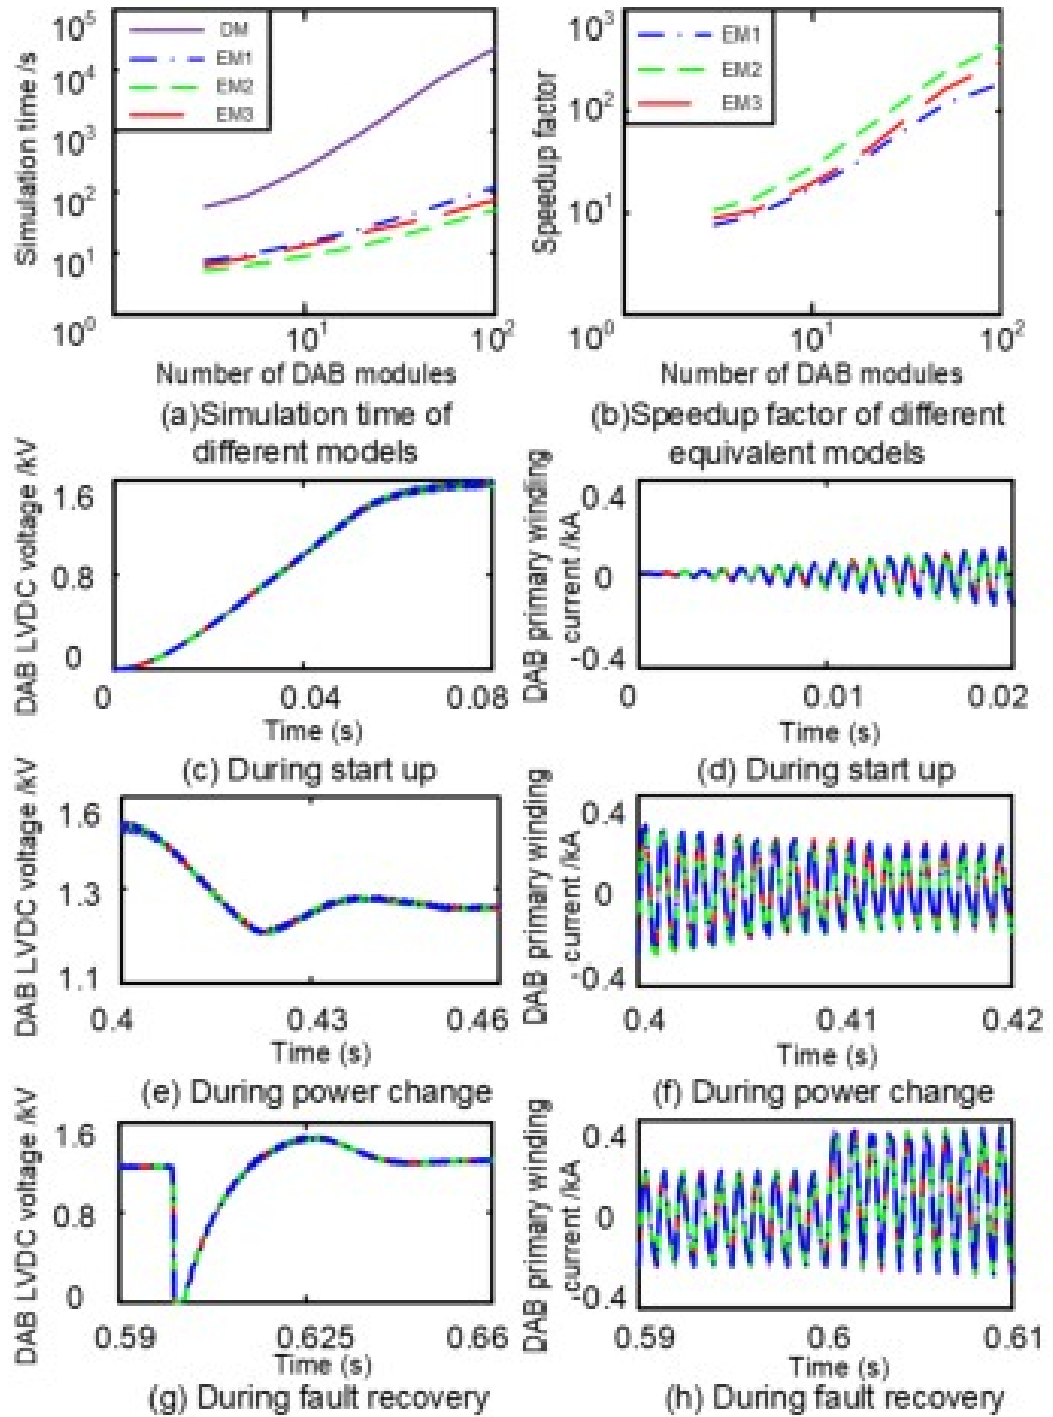 Simulation time /s
10^5
10^4
10^3
10^2
10^1
10^0
DM
EM1
EM2
EM3
10^1
10^2
Number of DAB modules
(a)Simulation time of
different models
Speedup factor
10^3
10^2
10^1
EM1
EM2
EM3
10^1
10^2
Number of DAB modules
(b)Speedup factor of different
equivalent models
DAB LVDC voltage /kV
1.6
0.8
0
0
0.04
0.08
Time (s)
(c) During start up
DAB primary winding
current /kA
0.4
0
-0.4
0
0.01
0.02
Time (s)
(d) During start up
DAB LVDC voltage /kV
1.6
1.3
1.1
0.4
0.43
0.46
Time (s)
(e) During power change
DAB primary winding
current /kA
0.4
0
-0.4
0.4
0.41
0.42
Time (s)
(f) During power change
DAB LVDC voltage /kV
1.6
0.8
0
0.59
0.625
0.66
Time (s)
(g) During fault recovery
DAB primary winding
current /kA
0.4
0
-0.4
0.59
0.6
0.61
Time (s)
(h) During fault recovery